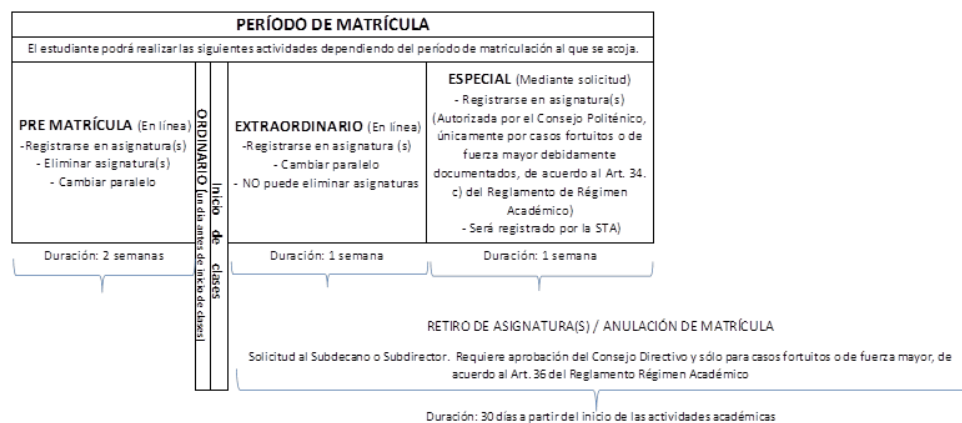 PERÍODO DE MATRÍCULA
El estudiante podrá realizar las siguientes actividades dependiendo del período de matriculación al que se acoja.
PRE MATRÍCULA (En línea)
-Registrarse en asignatura(s)
- Eliminar asignatura(s)
- Cambiar paralelo
ORDINARIO (un día antes de inicio de clases)
Inicio de clases
EXTRAORDINARIO (En línea)
-Registrarse en asignatura (s)
- Cambiar paralelo
- NO puede eliminar asignaturas
ESPECIAL (Mediante solicitud)
- Registrarse en asignatura(s)
(Autorizada por el Consejo Politénico,
únicamente por casos fortuitos o de
fuerza mayor debidamente
documentados, de acuerdo al Art. 34.
c) del Reglamento de Régimen
Académico)
- Será registrado por la STA)
Duración: 2 semanas
Duración: 1 semana
Duración: 1 semana
RETIRO DE ASIGNATURA(S) / ANULACIÓN DE MATRÍCULA
Solicitud al Subdecano o Subdirector. Requiere aprobación del Consejo Directivo y sólo para casos fortuitos o de fuerza mayor, de
acuerdo al Art. 36 del Reglamento Régimen Académico
Duración: 30 días a partir del inicio de las actividades académicas